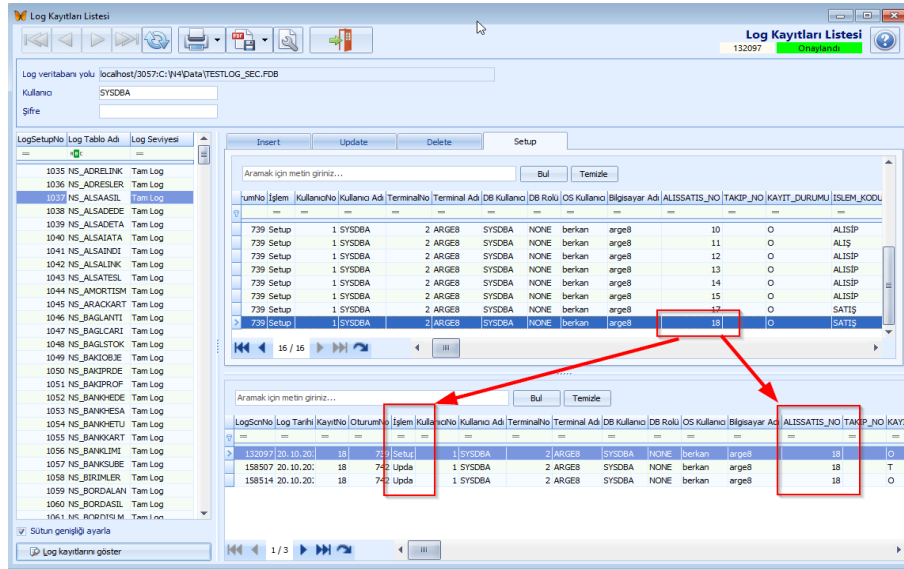 Log Kayıtları Listesi
Log Kayıtları Listesi
132097 Onaylandı
Log veritabanı yolu localhost/3057:C:\N4\Data\TESTLOG_SEC.FDB
Kullanıcı SYSDBA
Şifre
LogSetupNo Log Tablo Adı Log Seviyesi
= =
1035 NS_ADRELINK Tam Log
1036 NS_ADRESLER Tam Log
1037 NS_ALSAASIL Tam Log
1038 NS_ALSADEDE Tam Log
1039 NS_ALSADETA Tam Log
1040 NS_ALSAIATA Tam Log
1041 NS_ALSAINDI Tam Log
1042 NS_ALSALINK Tam Log
1043 NS_ALSATESL Tam Log
1044 NS_AMORTISM Tam Log
1045 NS_ARACKART Tam Log
1046 NS_BAGLANTI Tam Log
1047 NS_BAGLCARI Tam Log
1048 NS_BAGLSTOK Tam Log
1049 NS_BAKIOBJE Tam Log
1050 NS_BAKIPRDE Tam Log
1051 NS_BAKIPROF Tam Log
1052 NS_BANKHEDE Tam Log
1053 NS_BANKHESA Tam Log
1054 NS_BANKHETU Tam Log
1055 NS_BANKKART Tam Log
1056 NS_BANKLIMI Tam Log
1057 NS_BANKSUBE Tam Log
1058 NS_BIRIMLER Tam Log
1059 NS_BORDALAN Tam Log
1060 NS_BORDASIL Tam Log
1061 NS_BORDISLM Tam Log
Sütun genişliği ayarla
Log kayıtlarını göster
Insert Update Delete Setup
Aramak için metin giriniz... Bul Temizle
rumNo İşlem KullanıcıNo Kullanıcı Adı TerminalNo Terminal Adı DB Kullanıcı DB Rolü OS Kullanıcı Bilgisayar Adı ALISSATIS_NO TAKIP_NO KAYIT_DURUMU ISLEM_KODU
739 Setup 1 SYSDBA 2 ARGE8 SYSDBA NONE berkan arge8 10 O ALISİP
739 Setup 1 SYSDBA 2 ARGE8 SYSDBA NONE berkan arge8 11 O ALIŞ
739 Setup 1 SYSDBA 2 ARGE8 SYSDBA NONE berkan arge8 12 O ALISİP
739 Setup 1 SYSDBA 2 ARGE8 SYSDBA NONE berkan arge8 13 O ALISİP
739 Setup 1 SYSDBA 2 ARGE8 SYSDBA NONE berkan arge8 14 O ALISİP
739 Setup 1 SYSDBA 2 ARGE8 SYSDBA NONE berkan arge8 15 O ALISİP
739 Setup 1 SYSDBA 2 ARGE8 SYSDBA NONE berkan arge8 17 O SATIŞ
739 Setup 1 SYSDBA 2 ARGE8 SYSDBA NONE berkan arge8 18 O SATIŞ
16 / 16
Aramak için metin giriniz... Bul Temizle
LogScrıNo Log Tarihi KayıtNo OturumNo İşlem KullanıcıNo Kullanıcı Adı TerminalNo Terminal Adı DB Kullanıcı DB Rolü OS Kullanıcı Bilgisayar Adı ALISSATIS_NO TAKIP_NO KAYI
132097 20.10.20: 18 739 Setup 1 SYSDBA 2 ARGE8 SYSDBA NONE berkan arge8 18 O
158507 20.10.20: 18 742 Upda 1 SYSDBA 2 ARGE8 SYSDBA NONE berkan arge8 18 T
158514 20.10.20: 18 742 Upda 1 SYSDBA 2 ARGE8 SYSDBA NONE berkan arge8 18 O
1 / 3